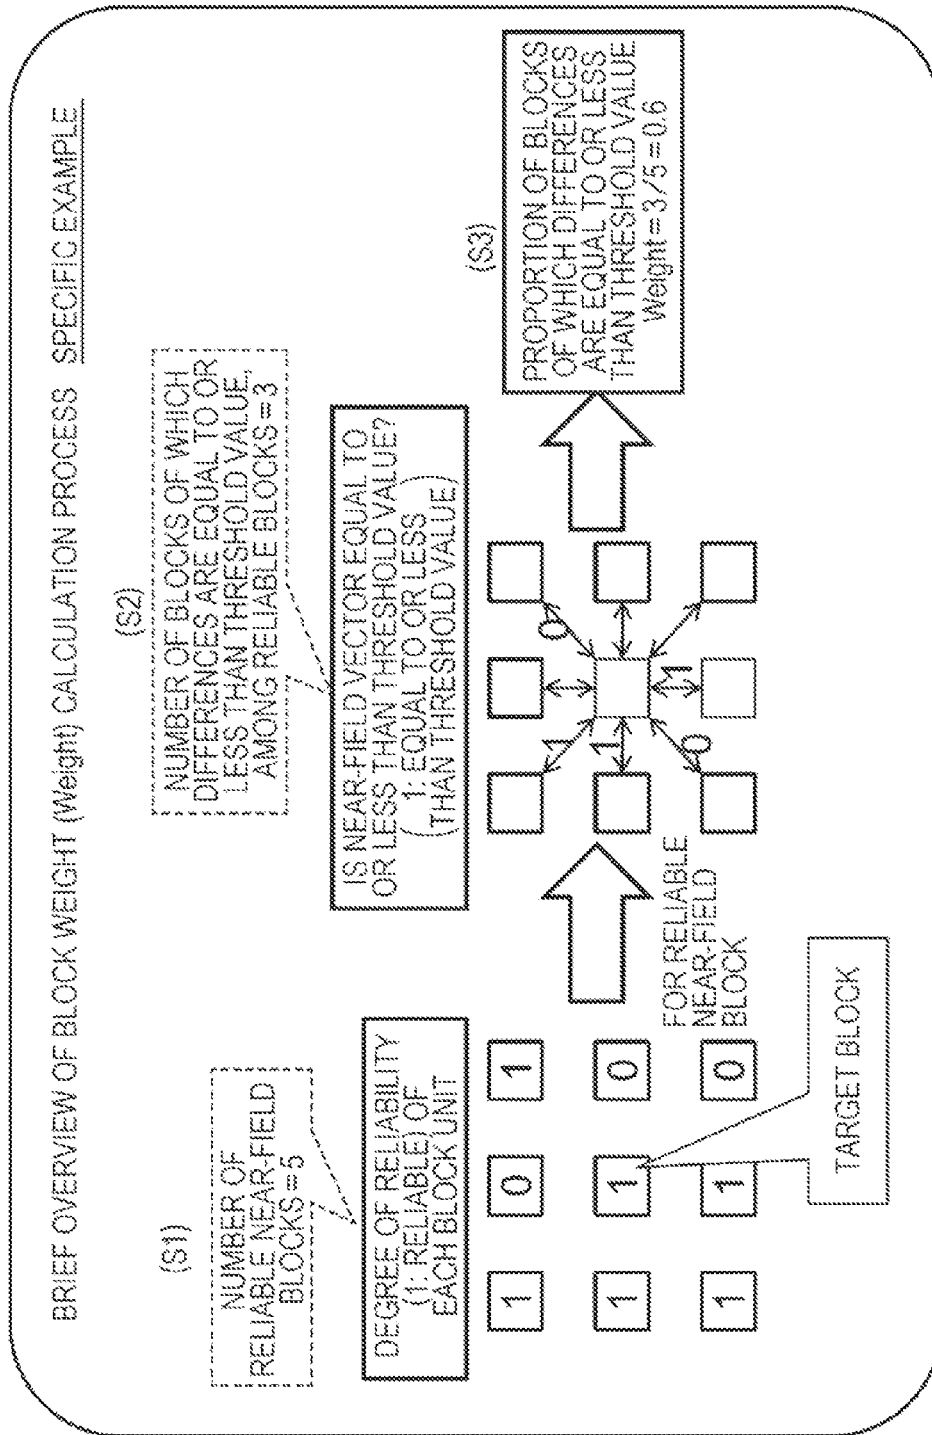 BRIEF OVERVIEW OF BLOCK WEIGHT (Weight) CALCULATION PROCESS SPECIFIC EXAMPLE
(S1)
NUMBER OF
RELIABLE NEAR-FIELD
BLOCKS=5
DEGREE OF RELIABILITY
(1: RELIABLE) OF
EACH BLOCK UNIT
1 0 1
1 1 0
1 1 0
TARGET BLOCK
FOR RELIABLE
NEAR-FIELD
BLOCK
(S2)
NUMBER OF BLOCKS OF WHICH
DIFFERENCES ARE EQUAL TO OR
LESS THAN THRESHOLD VALUE,
AMONG RELIABLE BLOCKS=3
IS NEAR-FIELD VECTOR EQUAL TO
OR LESS THAN THRESHOLD VALUE?
(1: EQUAL TO OR LESS
THAN THRESHOLD VALUE)
1 0
1
0 1
(S3)
PROPORTION OF BLOCKS
OF WHICH DIFFERENCES
ARE EQUAL TO OR LESS
THAN THRESHOLD VALUE
Weight=3/5=0.6